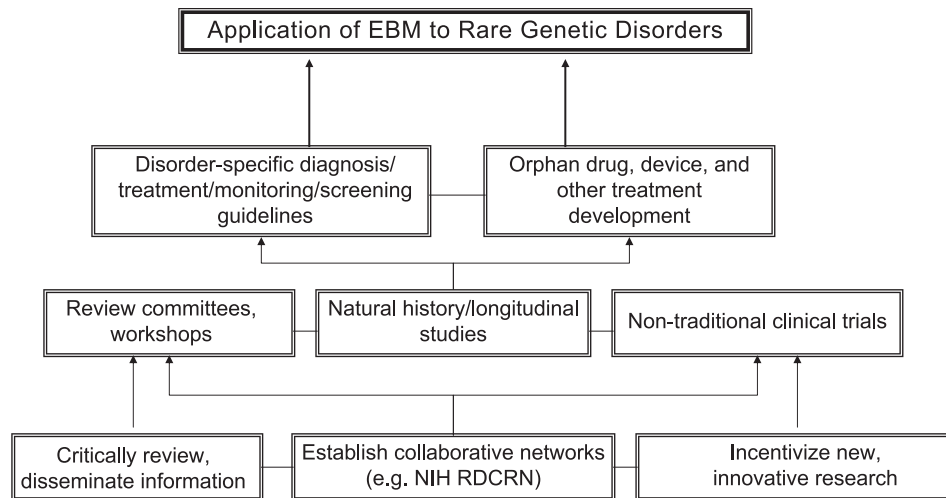 Application of EBM to Rare Genetic Disorders
Disorder-specific diagnosis/
treatment/monitoring/screening
guidelines
Orphan drug, device, and
other treatment
development
Review committees,
workshops
Natural history/longitudinal
studies
Non-traditional clinical trials
Critically review,
disseminate information
Establish collaborative networks
(e.g. NIH RDCRN)
Incentivize new,
innovative research